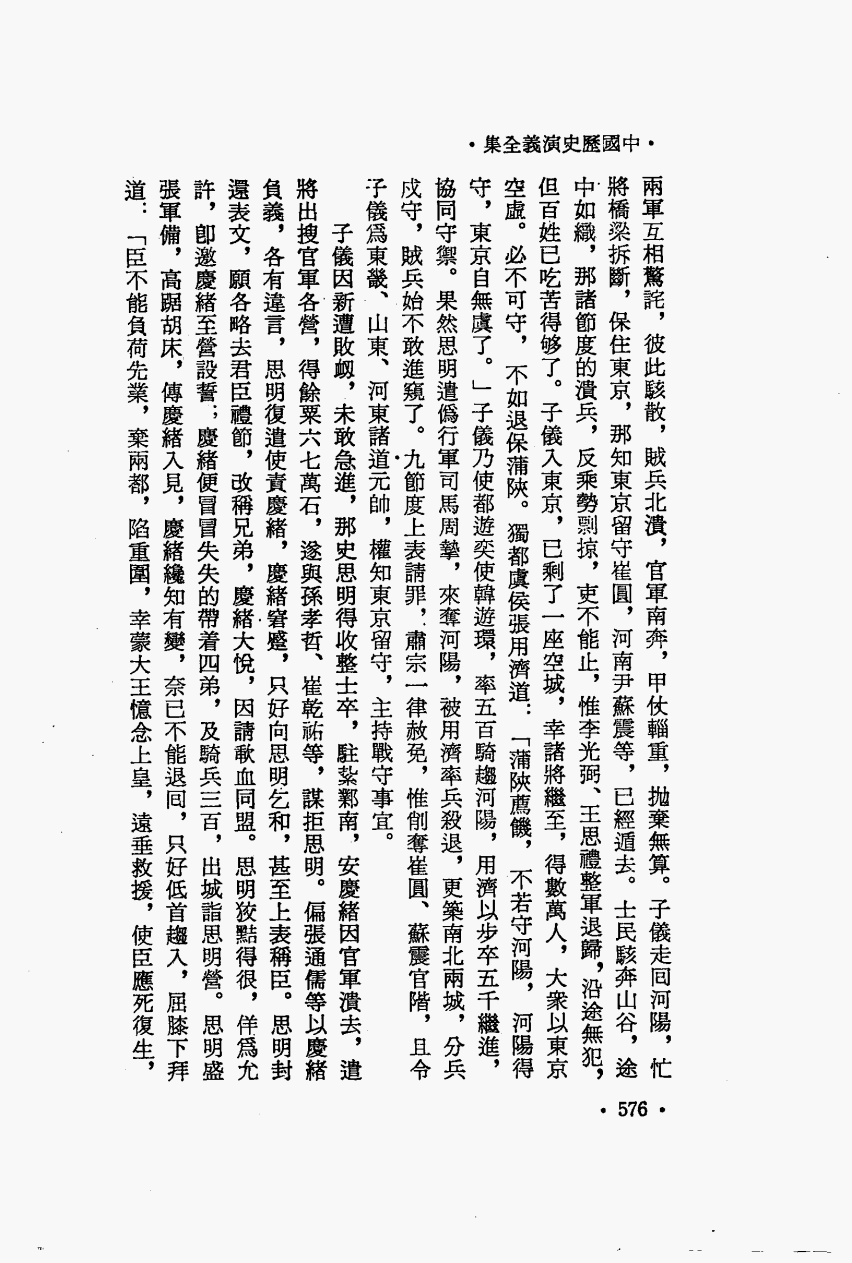 ·中國歷史演義全集·
兩軍互相驚詫，彼此駭散，賊兵北潰，官軍南奔，甲仗輜重，拋棄無算。子儀走囘河陽，忙
將橋梁拆斷，保住東京，那知東京留守崔圓，河南尹蘇震等，已經遁去。士民駭奔山谷，途
中如織，那諸節度的潰兵，反乘勢剽掠，吏不能止，惟李光弼、王思禮整軍退歸，沿途無犯，
但百姓已吃苦得够了。子儀入東京，已剩了一座空城，幸諸將繼至，得數萬人，大衆以東京
空虛。必不可守，不如退保蒲陝。獨都虞侯張用濟道：「蒲陝薦饑，不若守河陽，河陽得
守，東京自無虞了。」子儀乃使都遊奕使韓遊環，率五百騎趨河陽，用濟以步卒五千繼進，
協同守禦。果然思明遣僞行軍司馬周摯，來奪河陽，被用濟率兵殺退，更築南北兩城，分兵
戍守，賊兵始不敢進窺了。九節度上表請罪，肅宗一律赦免，惟削奪崔圓、蘇震官階，且令
子儀爲東畿、山東、河東諸道元帥，權知東京留守，主持戰守事宜。
子儀因新遭敗衂，未敢急進，那史思明得收整士卒，駐紮鄴南，安慶緒因官軍潰去，遣
將出搜官軍各營，得餘粟六七萬石，遂與孫孝哲、崔乾祐等，謀拒思明。偏張通儒等以慶緒
負義，各有違言，思明復遣使責慶緒，慶緒窘蹙，只好向思明乞和，甚至上表稱臣。思明封
還表文，願各略去君臣禮節，改稱兄弟，慶緒大悅，因請歃血同盟。思明狡黠得很，佯爲允
許，卽邀慶緒至營設誓；慶緒便冒冒失失的帶着四弟，及騎兵三百，出城詣思明營。思明盛
張軍備，高踞胡床，傳慶緒入見，慶緒纔知有變，奈已不能退囘，只好低首趨入，屈膝下拜
道：「臣不能負荷先業，棄兩都，陷重圍，幸蒙大王憶念上皇，遠垂救援，使臣應死復生，
·576·